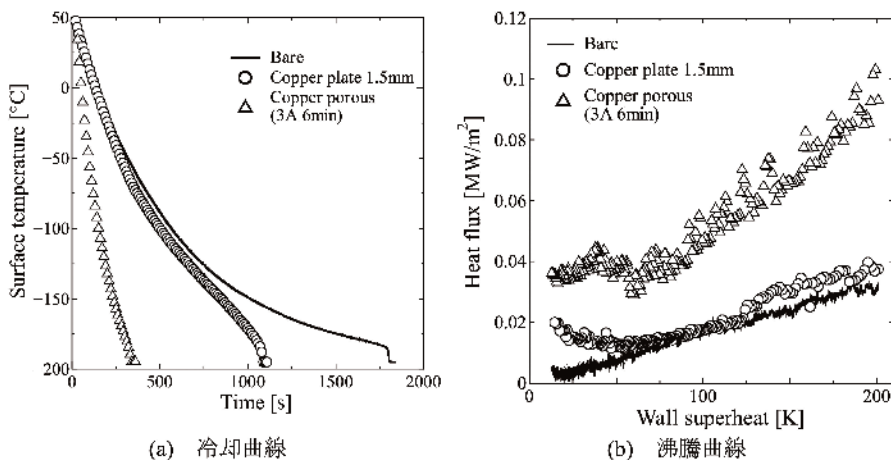 50
0
−50
−100
−150
200
Surface temperature [°C]
0
500
1000
1500
2000
Time [s]
Bare
Copper plate 1.5mm
Copper porous
(3A 6min)
(a) 冷却曲線
0.12
0.1
0.08
0.06
0.04
0.02
0
Heat flux [MW/m²]
0
50
100
150
200
Wall superheat [K]
Bare
Copper plate 1.5mm
Copper porous
(3A 6min)
(b) 沸騰曲線